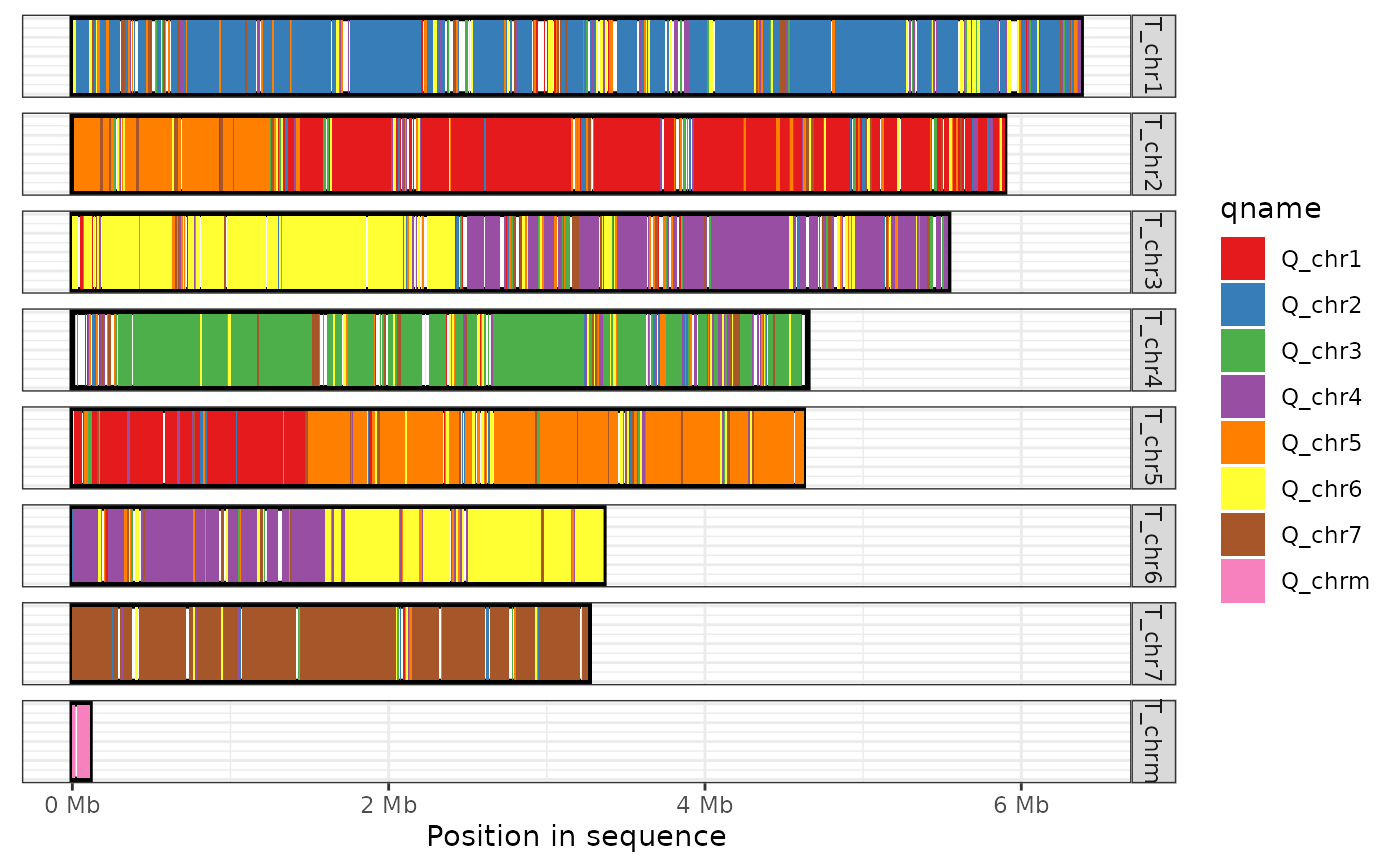 T_chr1
T_chr2
T_chr3
T_chr4
T_chr5
T_chr6
T_chr7
T_chrm
0 Mb 2 Mb 4 Mb 6 Mb
Position in sequence
qname
Q_chr1
Q_chr2
Q_chr3
Q_chr4
Q_chr5
Q_chr6
Q_chr7
Q_chrm